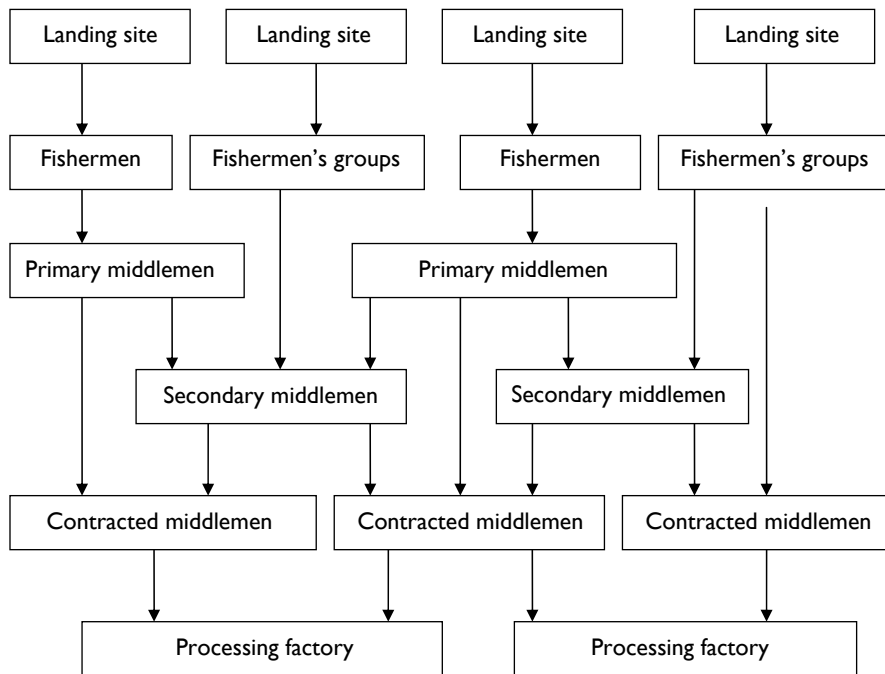 Landing site
Landing site
Landing site
Landing site
Fishermen
Fishermen’s groups
Fishermen
Fishermen’s groups
Primary middlemen
Primary middlemen
Secondary middlemen
Secondary middlemen
Contracted middlemen
Contracted middlemen
Contracted middlemen
Processing factory
Processing factory